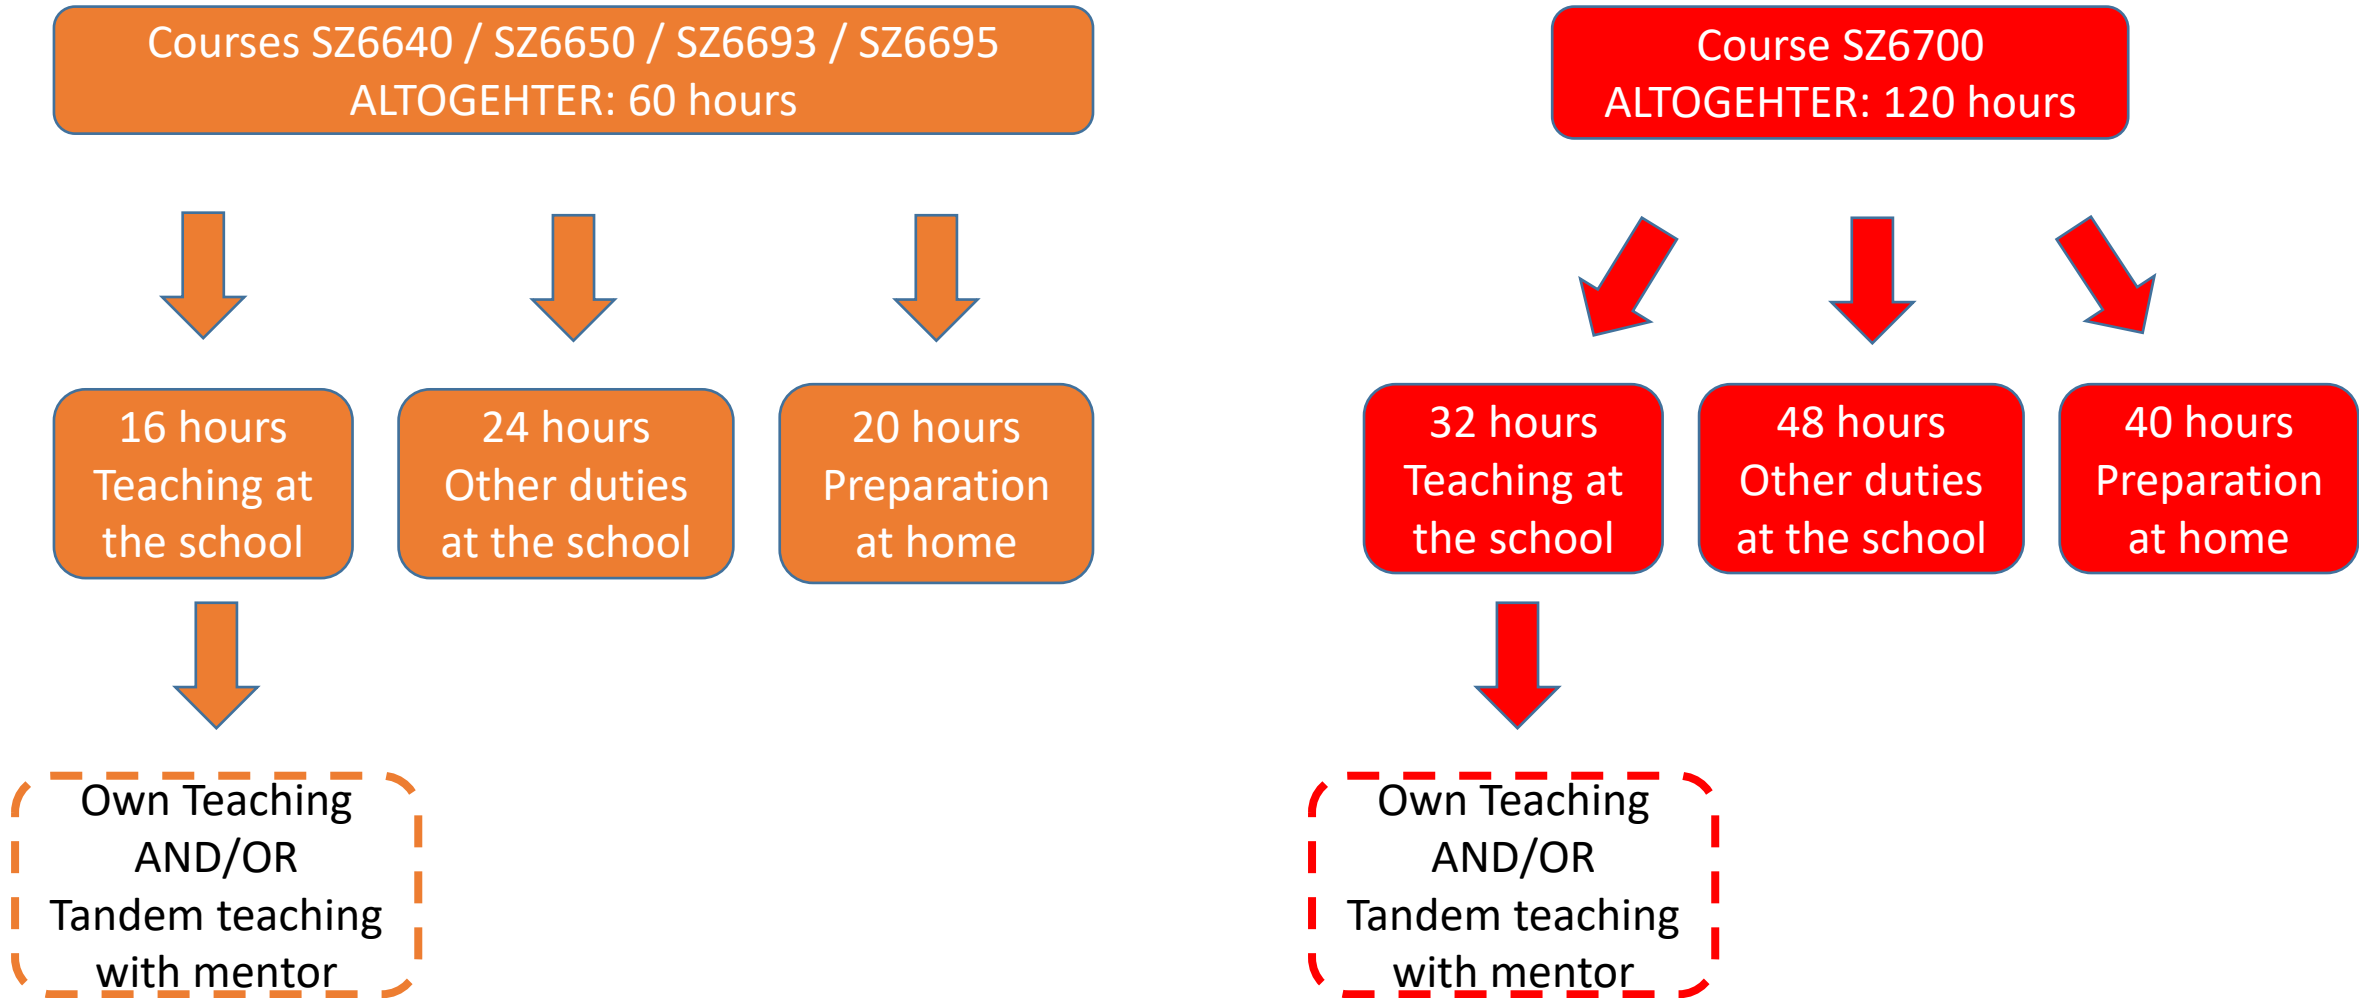 Courses SZ6640 / SZ6650 / SZ6693 / SZ6695
ALTOGEHTER: 60 hours
16 hours
Teaching at
the school
24 hours
Other duties
at the school
20 hours
Preparation
at home
Own Teaching
AND/OR
Tandem teaching
with mentor
Course SZ6700
ALTOGEHTER: 120 hours
32 hours
Teaching at
the school
48 hours
Other duties
at the school
40 hours
Preparation
at home
Own Teaching
AND/OR
Tandem teaching
with mentor